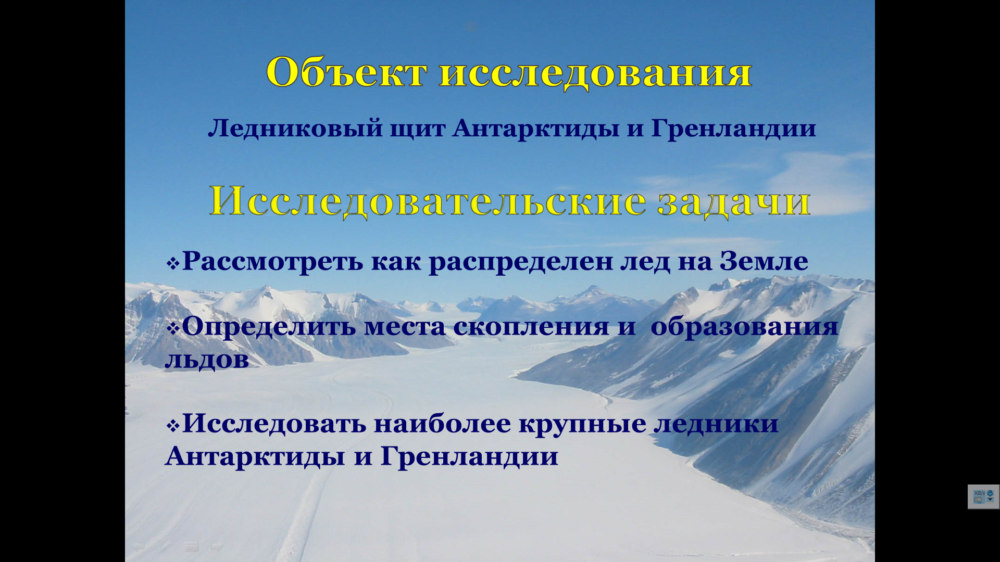 Объект исследования
Ледниковый щит Антарктиды и Гренландии
Исследовательские задачи
❖Рассмотреть как распределен лед на Земле
❖Определить места скопления и образования
льдов
❖Исследовать наиболее крупные ледники
Антарктиды и Гренландии
KB/s